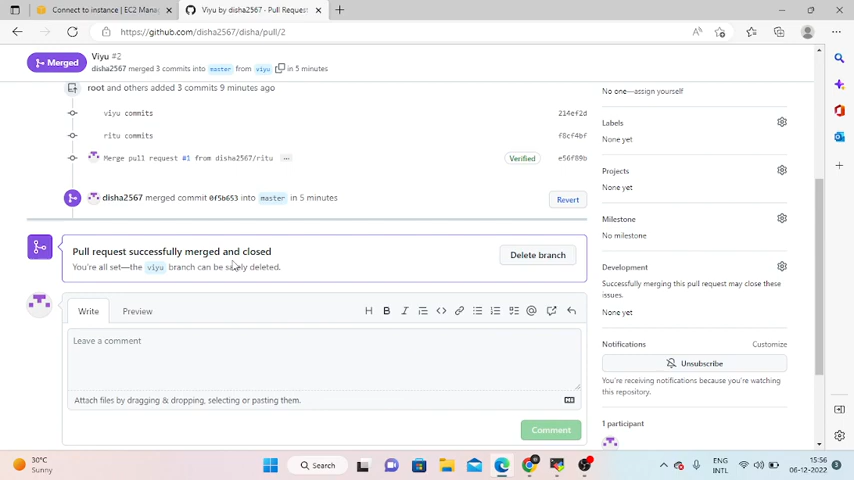 Connect to instance | EC2 Mana
Viyu by disha2567 · Pull Request
https://github.com/disha2567/disha/pull/2
Merged
Viyu #2
disha2567 merged 3 commits into master from viyu in 5 minutes
root and others added 3 commits 9 minutes ago
viyu commits 214ef2d
ritu commits f8cf4bf
Merge pull request #1 from disha2567/ritu ... Verified e56f89b
disha2567 merged commit 0f5b653 into master in 5 minutes Revert
Pull request successfully merged and closed
You're all set—the viyu branch can be safely deleted.
Delete branch
Write Preview
Leave a comment
Attach files by dragging & dropping, selecting or pasting them.
Comment
No one—assign yourself
Labels
None yet
Projects
None yet
Milestone
No milestone
Development
Successfully merging this pull request may close these
issues.
None yet
Notifications Customize
Unsubscribe
You're receiving notifications because you're watching
this repository.
1 participant
30°C
Sunny
Search
ENG
INTL
15:56
06-12-2022